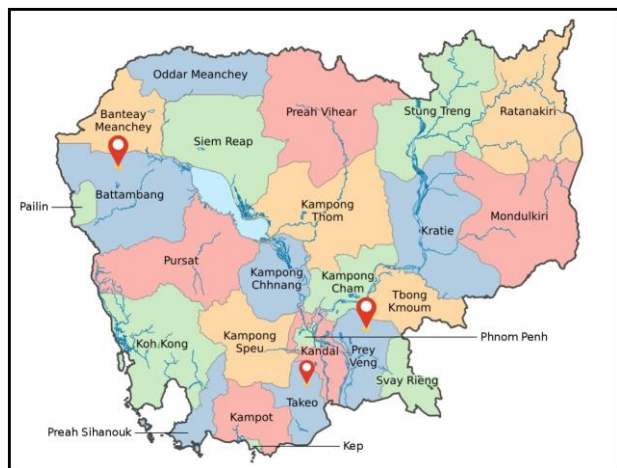 Oddar Meanchey
Banteay
Meanchey
Siem Reap
Preah Vihear
Stung Treng
Ratanakiri
Battambang
Pailin
Kampong
Thom
Kratie
Mondulkiri
Pursat
Kampong
Chhnang
Kampong
Cham
Tbong
Kmoum
Koh Kong
Kampong
Speu
Kandal
Prey
Veng
Phnom Penh
Svay Rieng
Takeo
Kampot
Preah Sihanouk
Kep